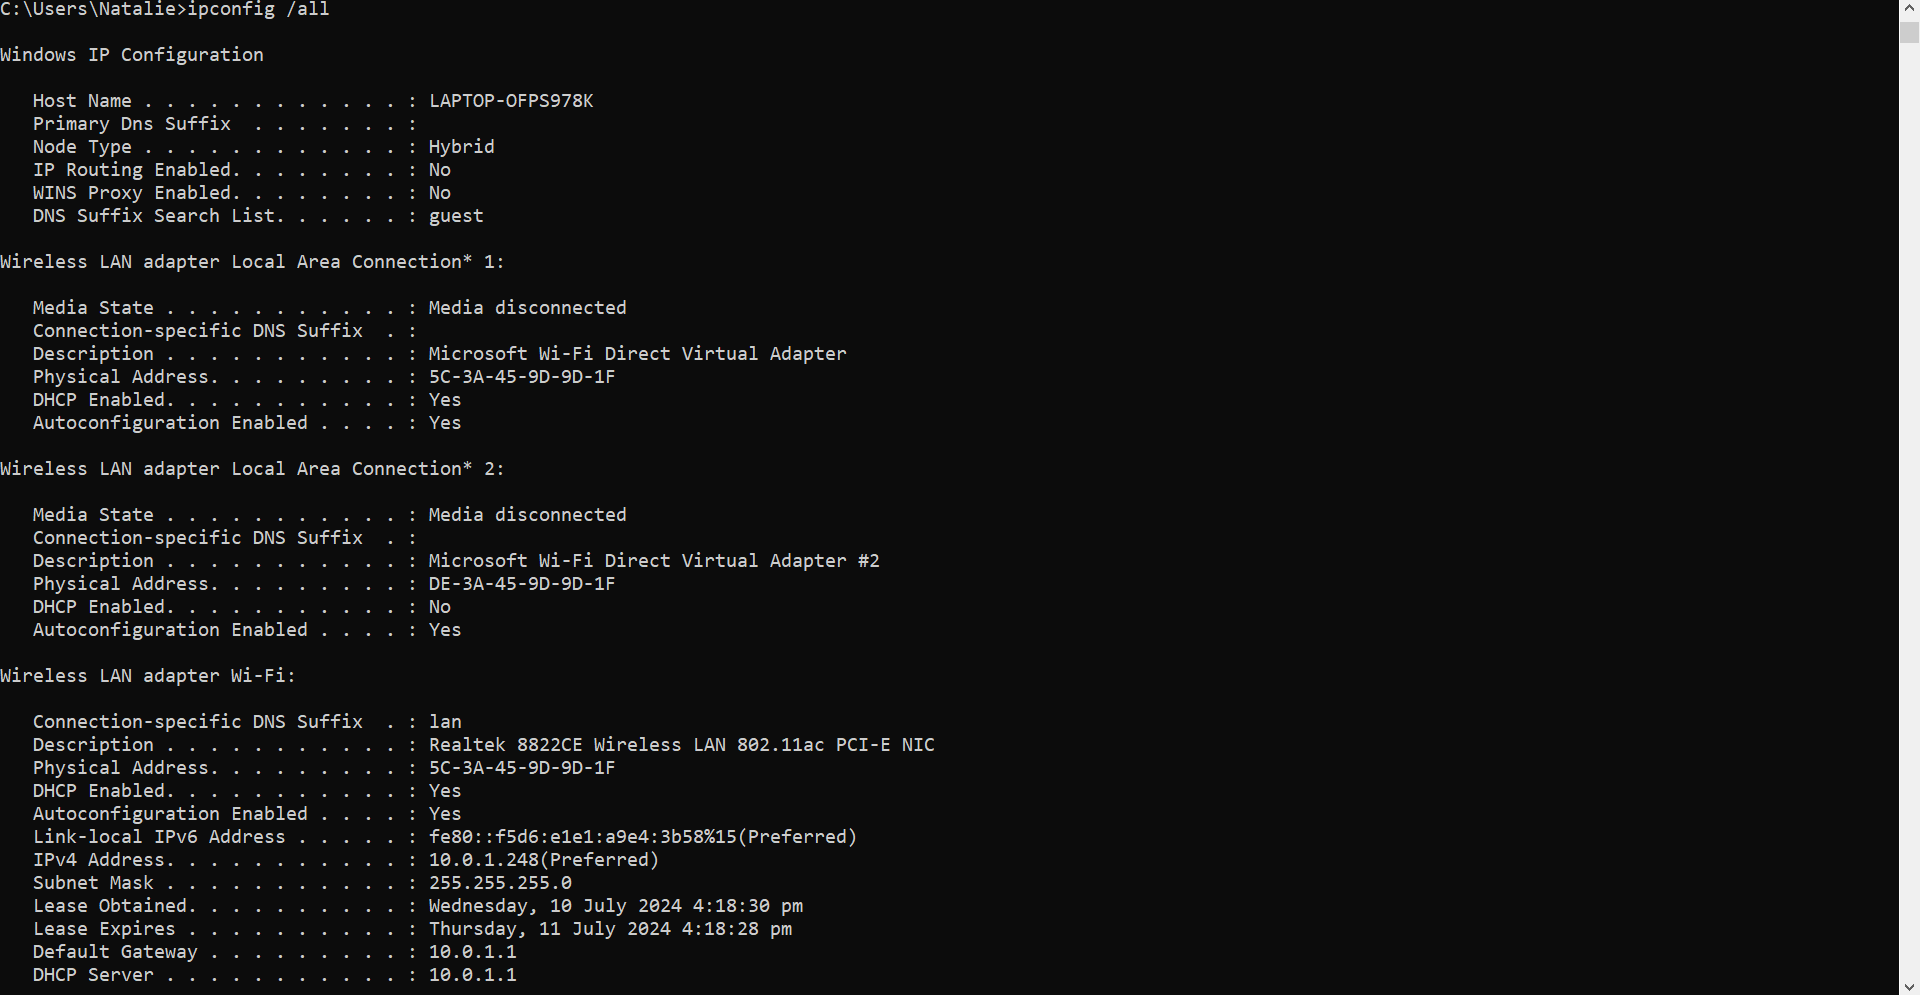 C:\Users\Natalie>ipconfig /all
Windows IP Configuration
Host Name . . . . . . . . . . . . : LAPTOP-OFPS978K
Primary Dns Suffix  . . . . . . . :
Node Type . . . . . . . . . . . . : Hybrid
IP Routing Enabled. . . . . . . . : No
WINS Proxy Enabled. . . . . . . . : No
DNS Suffix Search List. . . . . . : guest
Wireless LAN adapter Local Area Connection* 1:
Media State . . . . . . . . . . . : Media disconnected
Connection-specific DNS Suffix  . :
Description . . . . . . . . . . . : Microsoft Wi-Fi Direct Virtual Adapter
Physical Address. . . . . . . . . : 5C-3A-45-9D-9D-1F
DHCP Enabled. . . . . . . . . . . : Yes
Autoconfiguration Enabled . . . . : Yes
Wireless LAN adapter Local Area Connection* 2:
Media State . . . . . . . . . . . : Media disconnected
Connection-specific DNS Suffix  . :
Description . . . . . . . . . . . : Microsoft Wi-Fi Direct Virtual Adapter #2
Physical Address. . . . . . . . . : DE-3A-45-9D-9D-1F
DHCP Enabled. . . . . . . . . . . : No
Autoconfiguration Enabled . . . . : Yes
Wireless LAN adapter Wi-Fi:
Connection-specific DNS Suffix  . : lan
Description . . . . . . . . . . . : Realtek 8822CE Wireless LAN 802.11ac PCI-E NIC
Physical Address. . . . . . . . . : 5C-3A-45-9D-9D-1F
DHCP Enabled. . . . . . . . . . . : Yes
Autoconfiguration Enabled . . . . : Yes
Link-local IPv6 Address . . . . . : fe80::f5d6:e1e1:a9e4:3b58%15(Preferred)
IPv4 Address. . . . . . . . . . . : 10.0.1.248(Preferred)
Subnet Mask . . . . . . . . . . . : 255.255.255.0
Lease Obtained. . . . . . . . . . : Wednesday, 10 July 2024 4:18:30 pm
Lease Expires . . . . . . . . . . : Thursday, 11 July 2024 4:18:28 pm
Default Gateway . . . . . . . . . : 10.0.1.1
DHCP Server . . . . . . . . . . . : 10.0.1.1